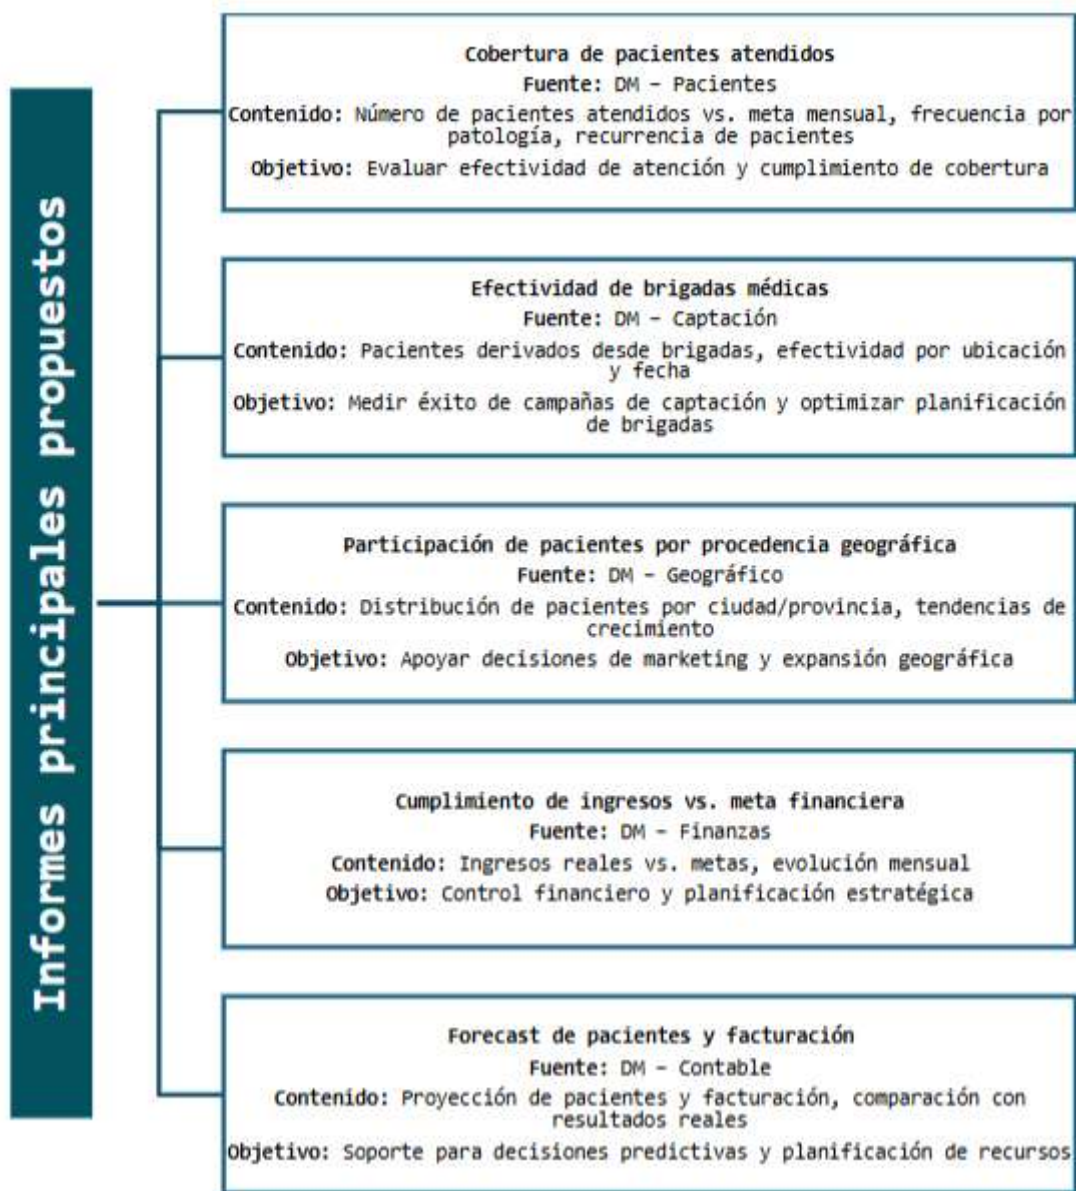 Informes principales propuestos
Cobertura de pacientes atendidos
Fuente: DM – Pacientes
Contenido: Número de pacientes atendidos vs. meta mensual, frecuencia por
patología, recurrencia de pacientes
Objetivo: Evaluar efectividad de atención y cumplimiento de cobertura
Efectividad de brigadas médicas
Fuente: DM – Captación
Contenido: Pacientes derivados desde brigadas, efectividad por ubicación
y fecha
Objetivo: Medir éxito de campañas de captación y optimizar planificación
de brigadas
Participación de pacientes por procedencia geográfica
Fuente: DM – Geográfico
Contenido: Distribución de pacientes por ciudad/provincia, tendencias de
crecimiento
Objetivo: Apoyar decisiones de marketing y expansión geográfica
Cumplimiento de ingresos vs. meta financiera
Fuente: DM – Finanzas
Contenido: Ingresos reales vs. metas, evolución mensual
Objetivo: Control financiero y planificación estratégica
Forecast de pacientes y facturación
Fuente: DM – Contable
Contenido: Proyección de pacientes y facturación, comparación con
resultados reales
Objetivo: Soporte para decisiones predictivas y planificación de recursos